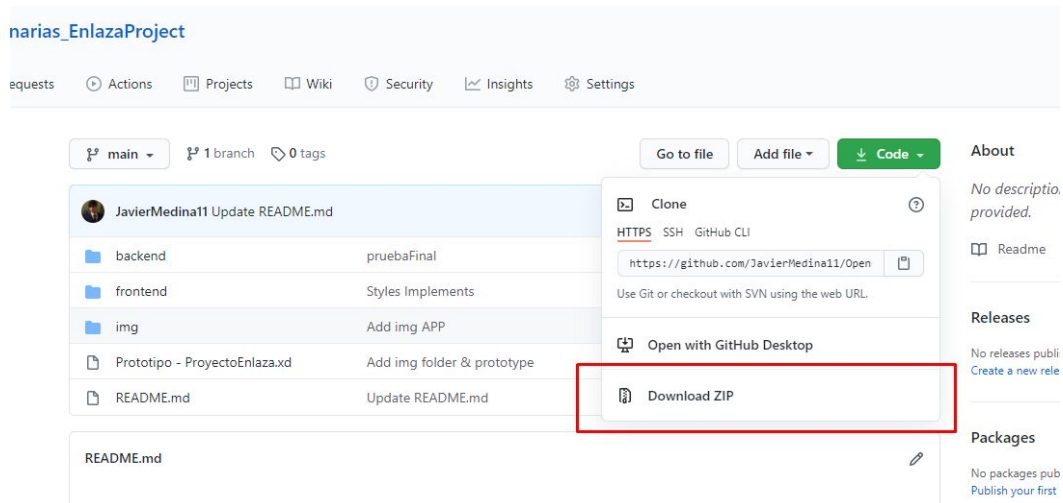 narias_EnlazaProject
equests Actions Projects Wiki Security Insights Settings
main 1 branch 0 tags Go to file Add file Code
JavierMedina11 Update README.md
backend pruebaFinal
frontend Styles Implements
img Add img APP
Prototipo - ProyectoEnlaza.xd Add img folder & prototype
README.md Update README.md
Clone
HTTPS SSH GitHub CLI
https://github.com/JavierMedina11/Open
Use Git or checkout with SVN using the web URL.
Open with GitHub Desktop
Download ZIP
README.md
About
No description
provided.
Readme
Releases
No releases publi
Create a new rele
Packages
No packages pub
Publish your first